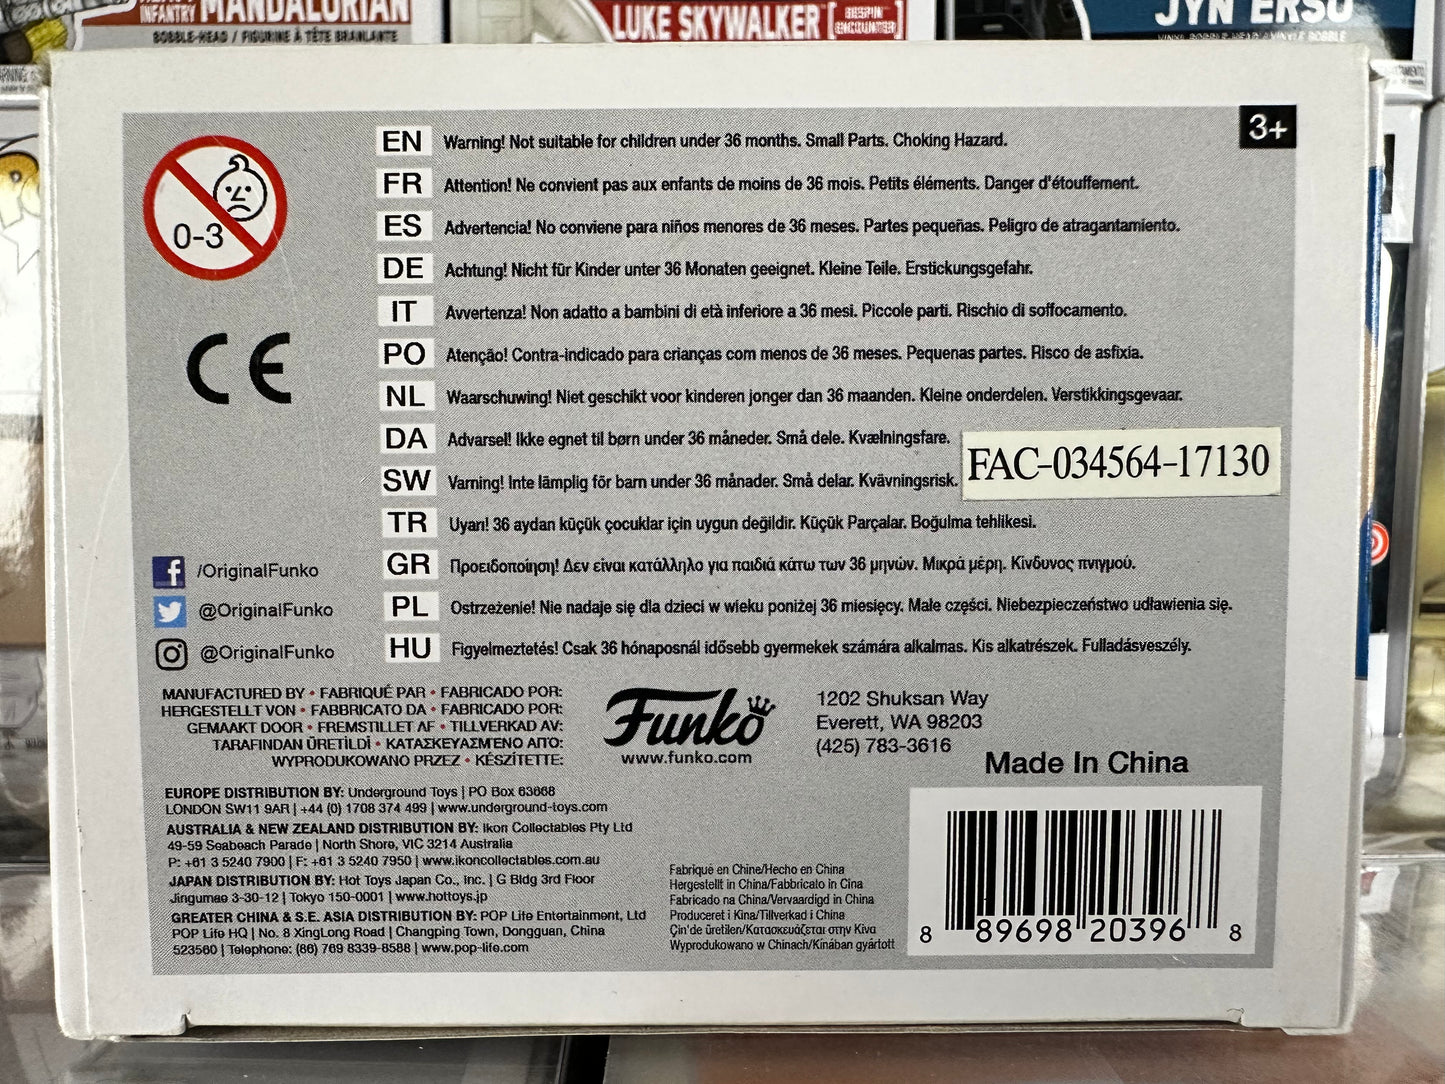 INFANTRY MANDALORIAN
BOBBLE-HEAD / FIGURINE À TÊTE BRANLANTE
LUKE SKYWALKER [BESPIN ENCOUNTER]
JYN ERSO
3+
0-3
CE
EN Warning! Not suitable for children under 36 months. Small Parts. Choking Hazard.
FR Attention! Ne convient pas aux enfants de moins de 36 mois. Petits éléments. Danger d'étouffement.
ES Advertencia! No conviene para niños menores de 36 meses. Partes pequeñas. Peligro de atragantamiento.
DE Achtung! Nicht für Kinder unter 36 Monaten geeignet. Kleine Teile. Erstickungsgefahr.
IT Avvertenza! Non adatto a bambini di età inferiore a 36 mesi. Piccole parti. Rischio di soffocamento.
PO Atenção! Contra-indicado para crianças com menos de 36 meses. Pequenas partes. Risco de asfixia.
NL Waarschuwing! Niet geschikt voor kinderen jonger dan 36 maanden. Kleine onderdelen. Verstikkingsgevaar.
DA Advarsel! Ikke egnet til børn under 36 måneder. Små dele. Kvælningsfare.
SW Varning! Inte lämplig för barn under 36 månader. Små delar. Kvävningsrisk.
FAC-034564-17130
TR Uyarı! 36 aydan küçük çocuklar için uygun değildir. Küçük Parçalar. Boğulma tehlikesi.
GR Προειδοποίηση! Δεν είναι κατάλληλο για παιδιά κάτω των 36 μηνών. Μικρά μέρη. Κίνδυνος πνιγμού.
PL Ostrzeżenie! Nie nadaje się dla dzieci w wieku poniżej 36 miesięcy. Małe części. Niebezpieczeństwo udławienia się.
HU Figyelmeztetés! Csak 36 hónaposnál idősebb gyermekek számára alkalmas. Kis alkatrészek. Fulladásveszély.
/OriginalFunko
@OriginalFunko
@OriginalFunko
MANUFACTURED BY • FABRIQUÉ PAR • FABRICADO POR:
HERGESTELLT VON • FABBRICATO DA • FABRICADO POR:
GEMAAKT DOOR • FREMSTILLET AF • TILLVERKAD AV:
TARAFINDAN ÜRETİLDİ • ΚΑΤΑΣΚΕΥΑΣΜΈΝΟ ΑΠΌ:
WYPRODUKOWANO PRZEZ • KÉSZÍTETTE:
Funko
www.funko.com
1202 Shuksan Way
Everett, WA 98203
(425) 783-3616
Made In China
EUROPE DISTRIBUTION BY: Underground Toys | PO Box 63668
LONDON SW11 9AR | +44 (0) 1708 374 499 | www.underground-toys.com
AUSTRALIA & NEW ZEALAND DISTRIBUTION BY: Ikon Collectables Pty Ltd
49-59 Seabeach Parade | North Shore, VIC 3214 Australia
P: +61 3 5240 7900 | F: +61 3 5240 7950 | www.ikoncollectables.com.au
JAPAN DISTRIBUTION BY: Hot Toys Japan Co., Inc. | G Bldg 3rd Floor
Jingumae 3-30-12 | Tokyo 150-0001 | www.hottoys.jp
GREATER CHINA & S.E. ASIA DISTRIBUTION BY: POP Life Entertainment, Ltd
POP Life HQ | No. 8 XingLong Road | Changping Town, Dongguan, China
523560 | Telephone: (86) 769 8339-8588 | www.pop-life.com
Fabriqué en Chine/Hecho en China
Hergestellt in China/Fabbricato in Cina
Fabricado na China/Vervaardigd in China
Produceret i Kina/Tillverkad i China
Çin'de üretilen/Κατασκευάζεται στην Κίνα
Wyprodukowano w Chinach/Kínában gyártott
8 89698 20396 8